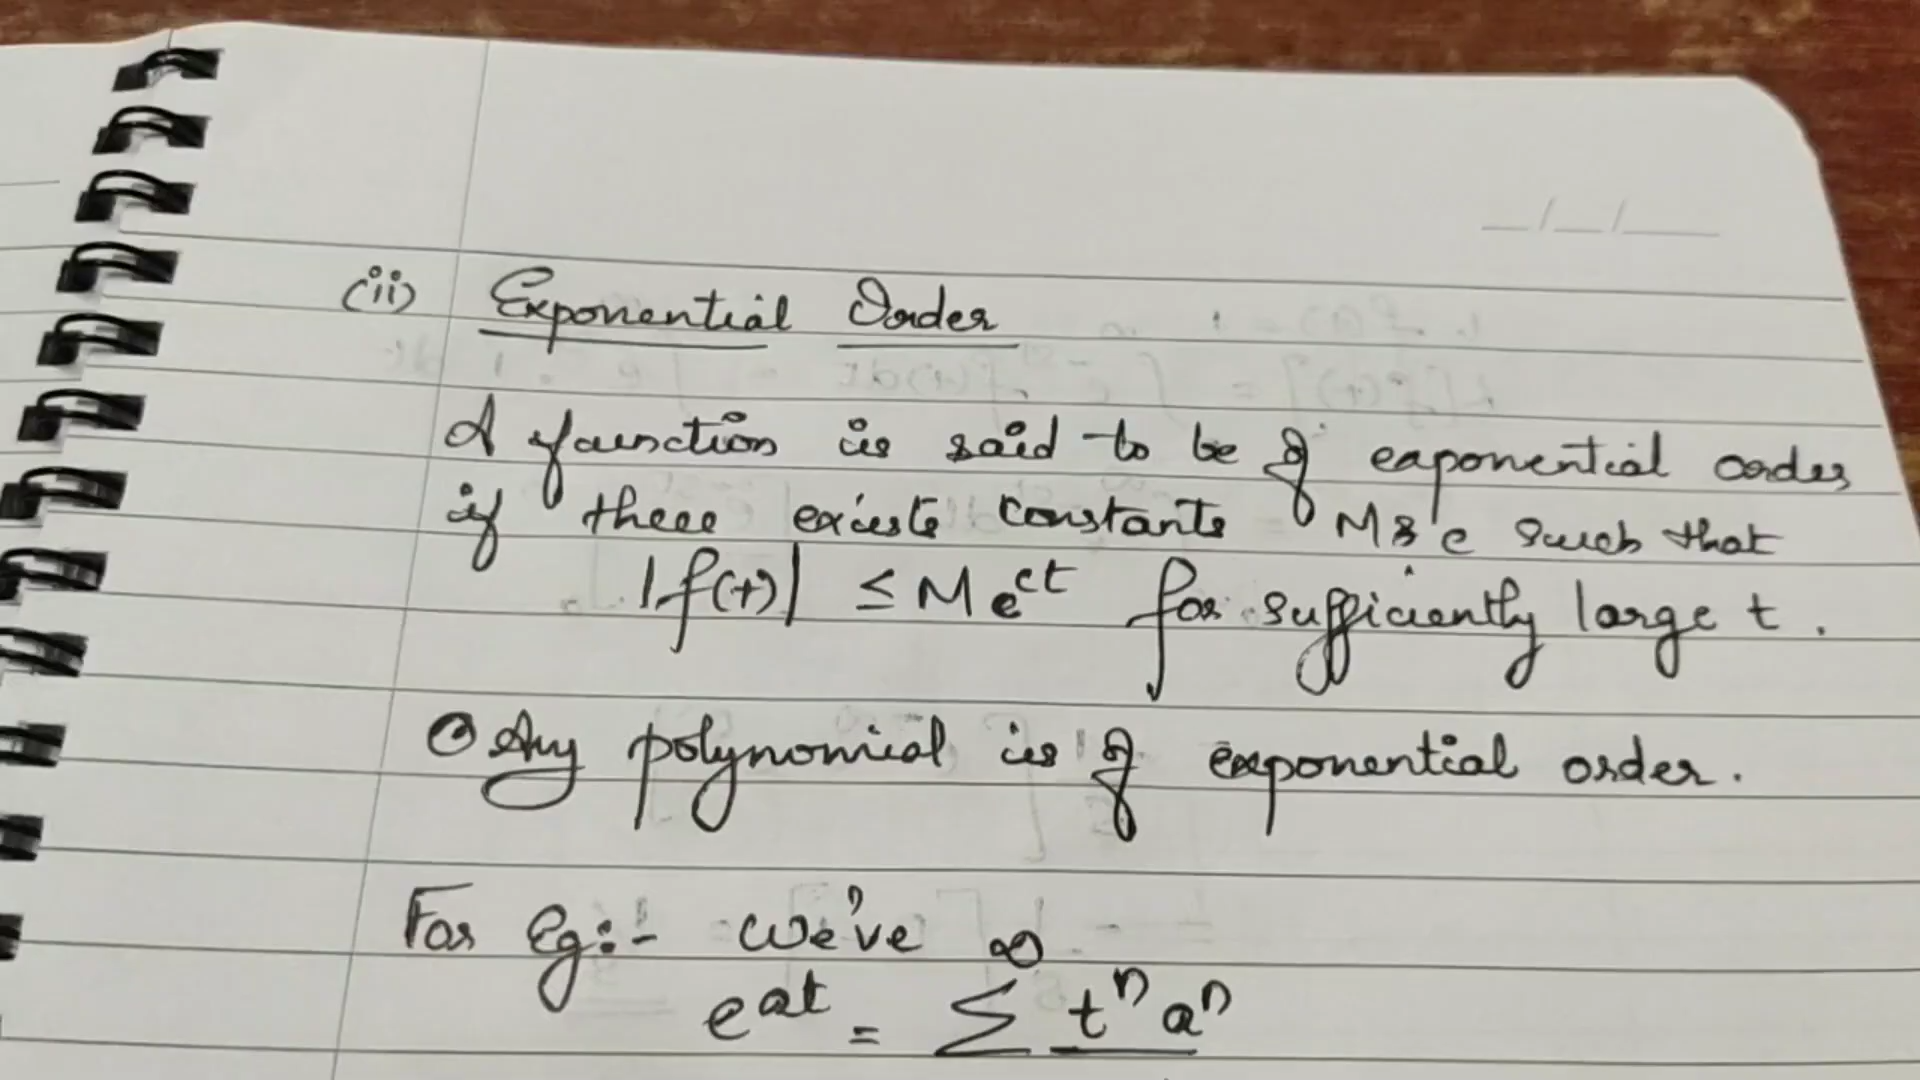 (ii) Exponential Order
A function is said to be of exponential order
if there exists constants M & c such that
|f(t)| ≤ M e^ct for sufficiently large t.
Any polynomial is of exponential order.
For Eg:- We've
e^at = ∞ Σ t^n a^n